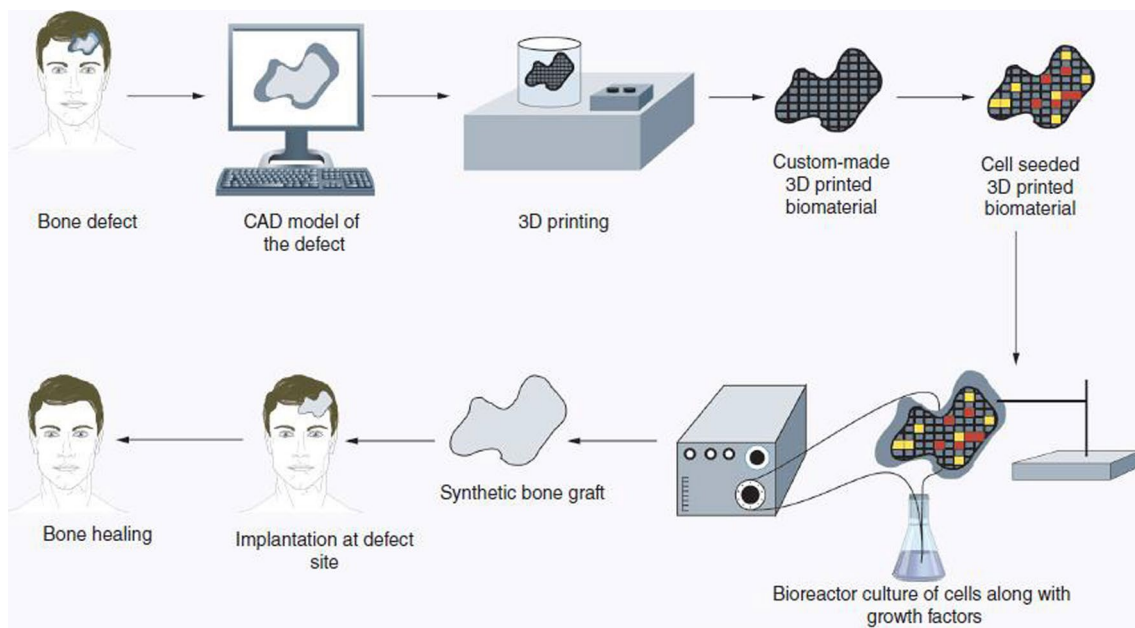 Bone defect
CAD model of
the defect
3D printing
Custom-made
3D printed
biomaterial
Cell seeded
3D printed
biomaterial
Bioreactor culture of cells along with
growth factors
Synthetic bone graft
Implantation at defect
site
Bone healing